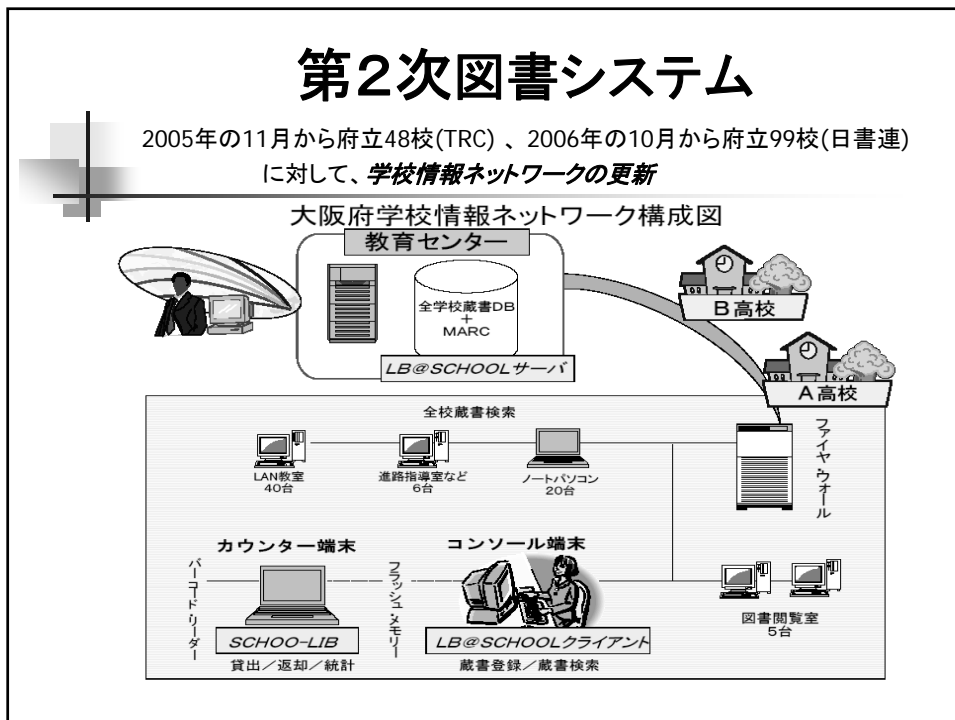 第２次図書システム
2005年の11月から府立48校(TRC) 、2006年の10月から府立99校(日書連)
に対して、学校情報ネットワークの更新
大阪府学校情報ネットワーク構成図
教育センター
全学校蔵書DB
+
MARC
LB@SCHOOLサーバ
B高校
A高校
全校蔵書検索
LAN教室
40台
進路指導室など
6台
ノートパソコン
20台
ファイヤ・ウォール
カウンター端末
コンソール端末
バーコード・リーダー
フラッシュ・メモリー
SCHOO-LIB
貸出／返却／統計
LB@SCHOOLクライアント
蔵書登録／蔵書検索
図書閲覧室
5台